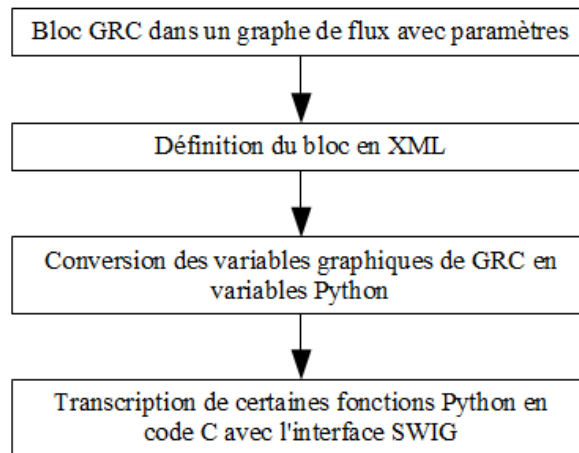 Bloc GRC dans un graphe de flux avec paramètres
Définition du bloc en XML
Conversion des variables graphiques de GRC en
variables Python
Transcription de certaines fonctions Python en
code C avec l'interface SWIG